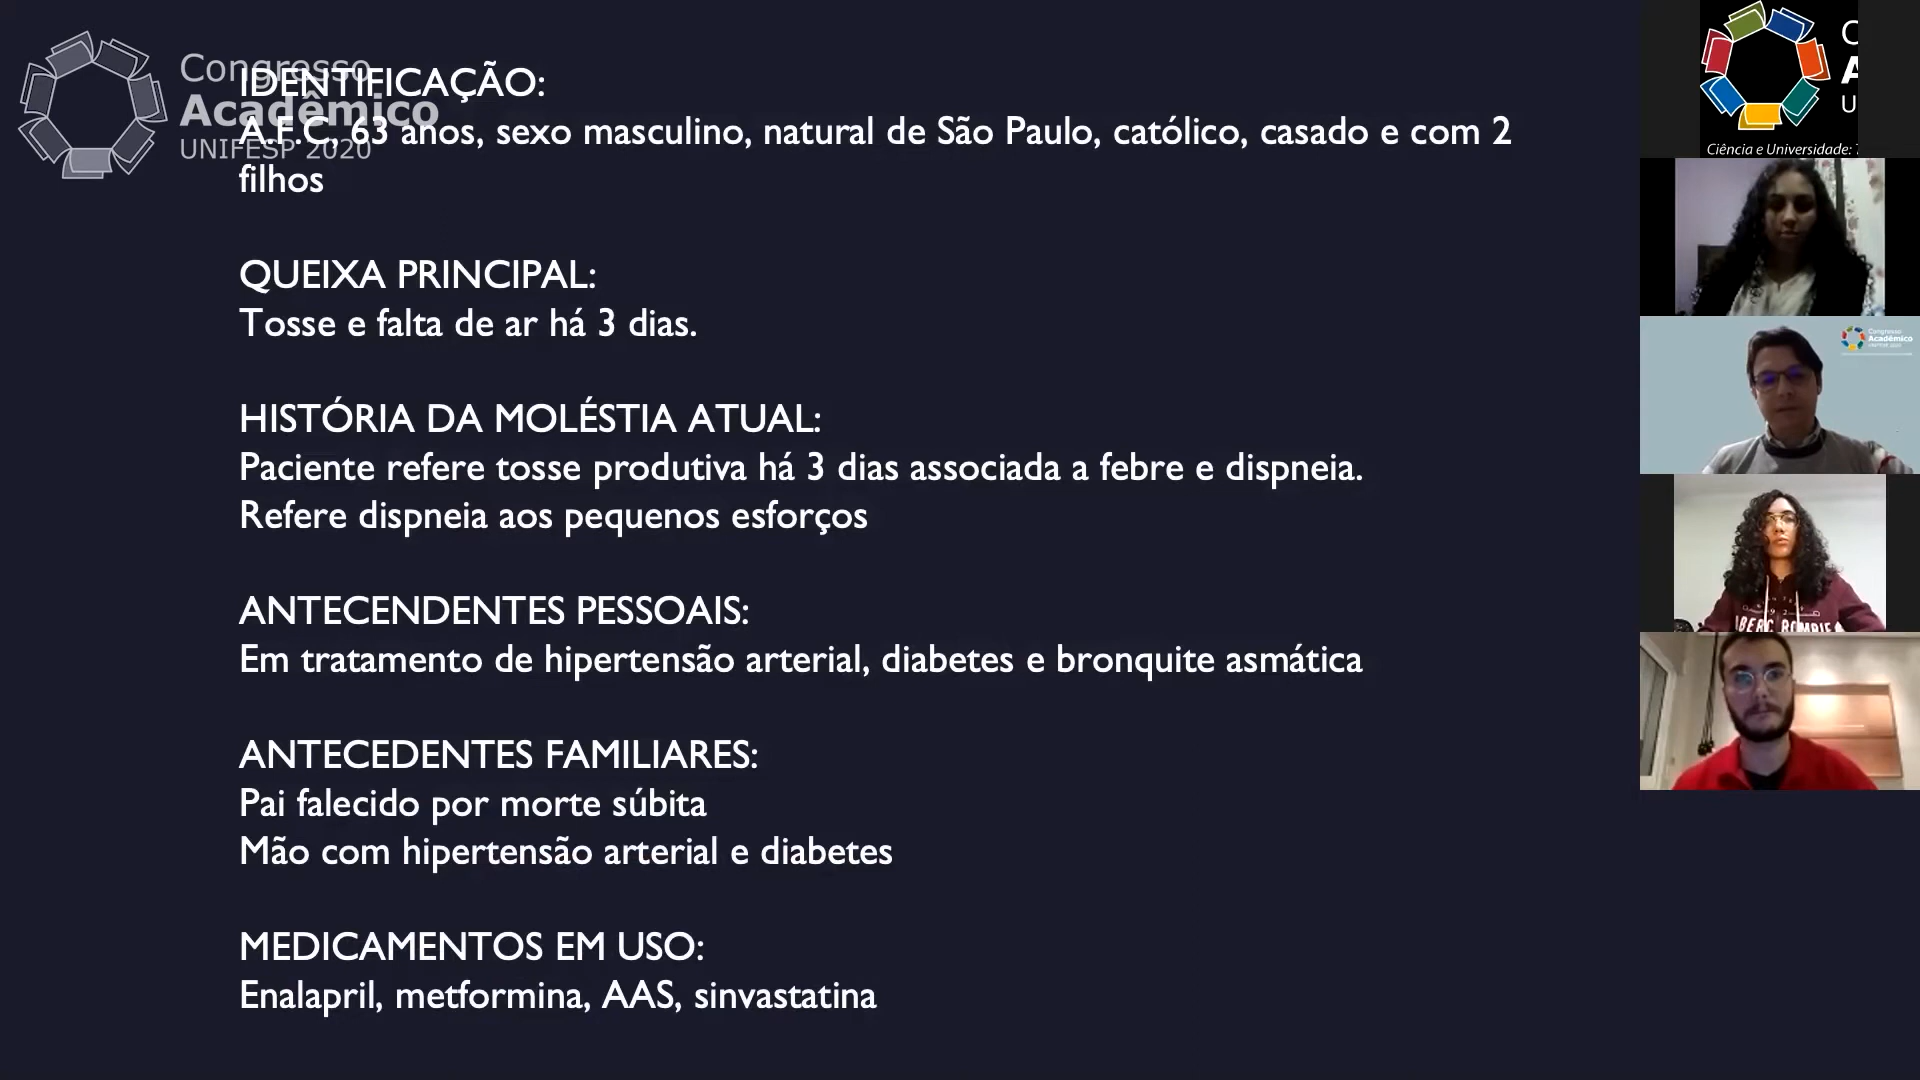 Congresso
Acadêmico
UNIFESP 2020
IDENTIFICAÇÃO:
A.F.C, 63 anos, sexo masculino, natural de São Paulo, católico, casado e com 2
filhos
QUEIXA PRINCIPAL:
Tosse e falta de ar há 3 dias.
HISTÓRIA DA MOLÉSTIA ATUAL:
Paciente refere tosse produtiva há 3 dias associada a febre e dispneia.
Refere dispneia aos pequenos esforços
ANTECENDENTES PESSOAIS:
Em tratamento de hipertensão arterial, diabetes e bronquite asmática
ANTECEDENTES FAMILIARES:
Pai falecido por morte súbita
Mão com hipertensão arterial e diabetes
MEDICAMENTOS EM USO:
Enalapril, metformina, AAS, sinvastatina
C
A
U
Ciência e Universidade:
Congresso
Acadêmico